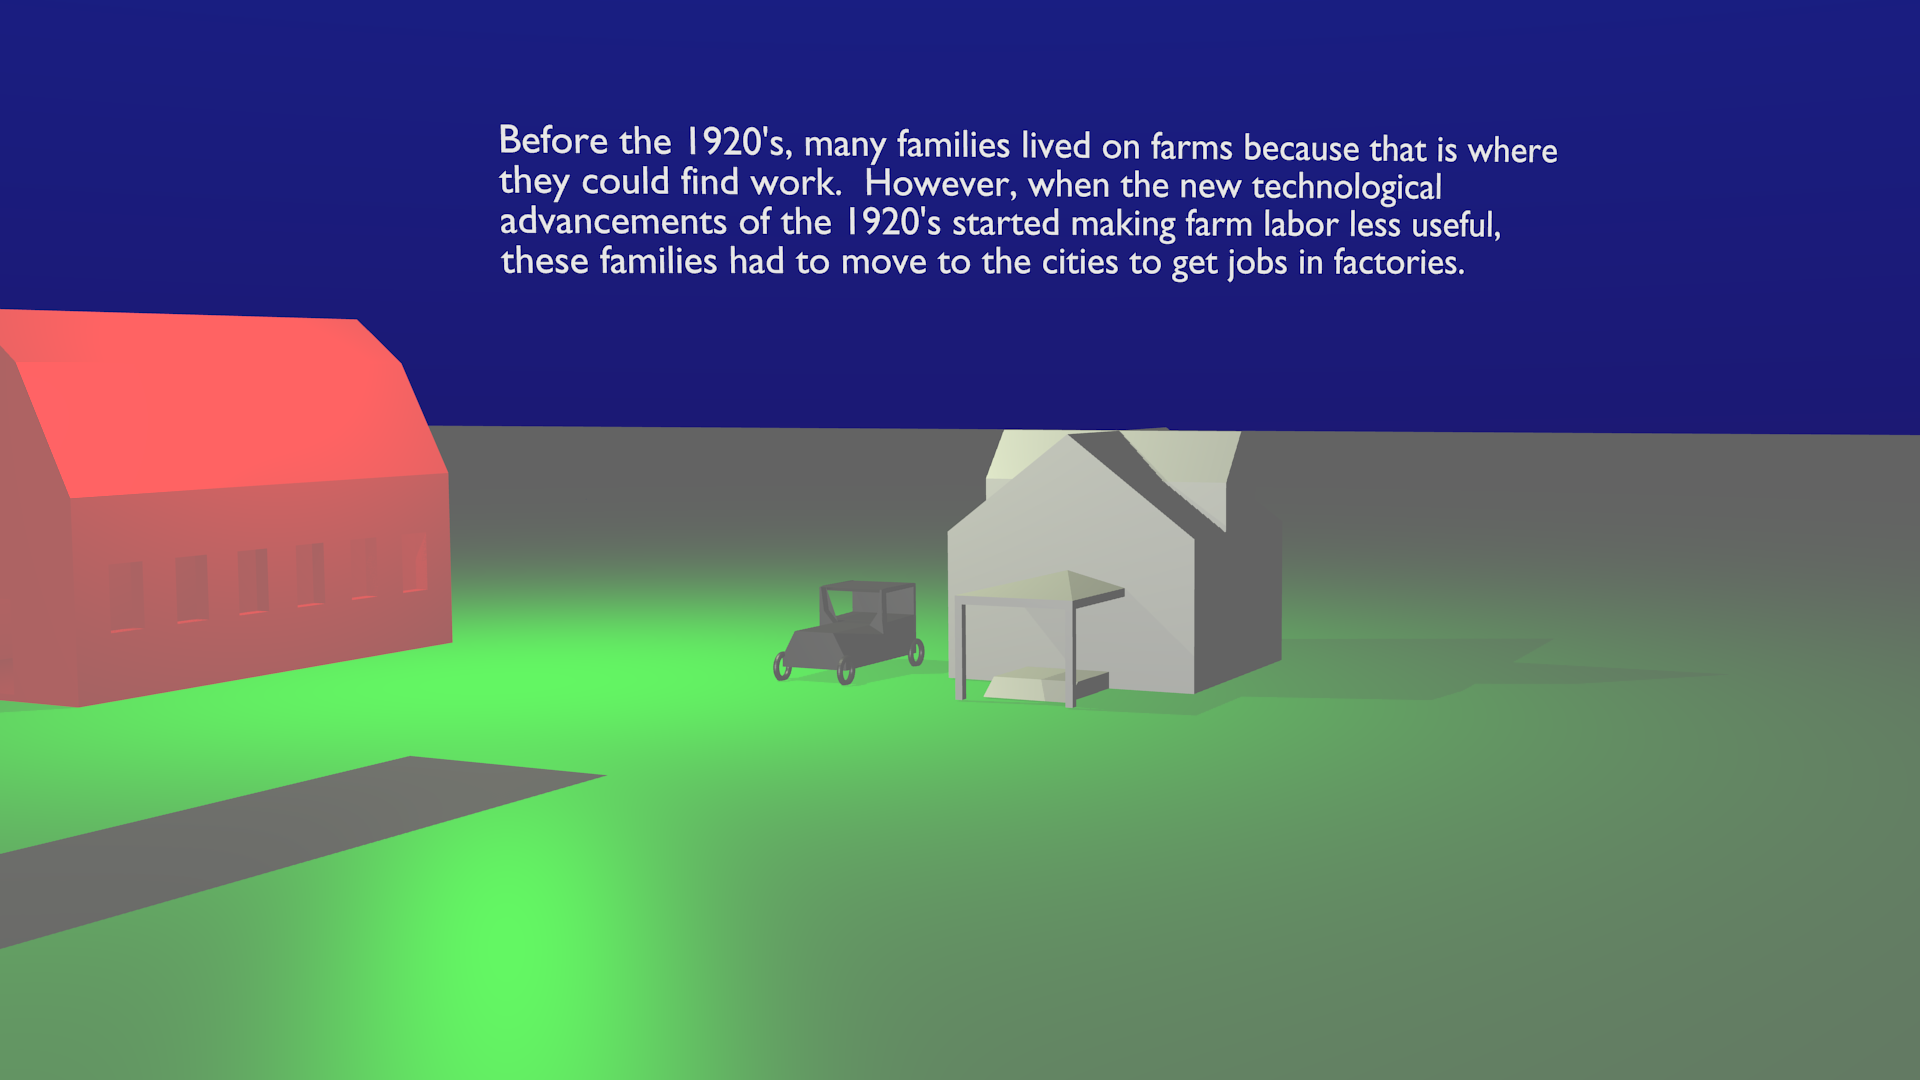 Before the 1920's, many families lived on farms because that is where
they could find work.  However, when the new technological
advancements of the 1920's started making farm labor less useful,
these families had to move to the cities to get jobs in factories.